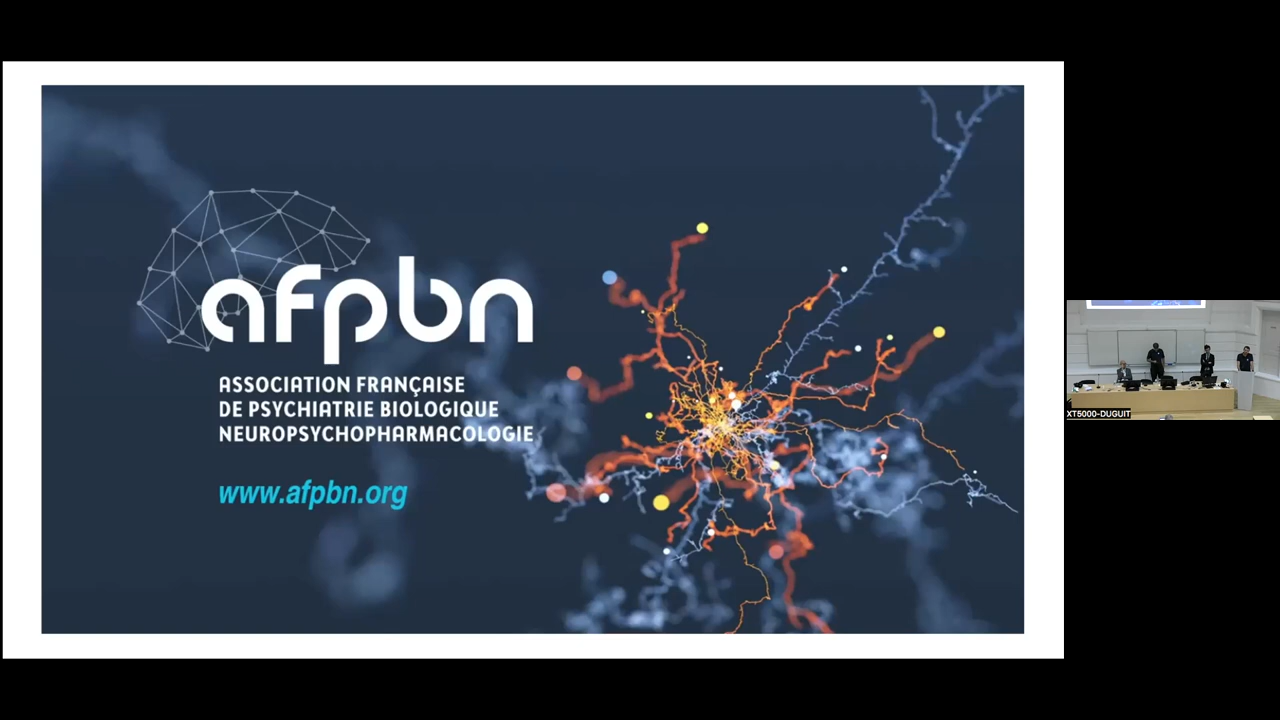 afpbn
ASSOCIATION FRANÇAISE
DE PSYCHIATRIE BIOLOGIQUE
NEUROPSYCHOPHARMACOLOGIE
www.afpbn.org
XT5000-DUGUIT